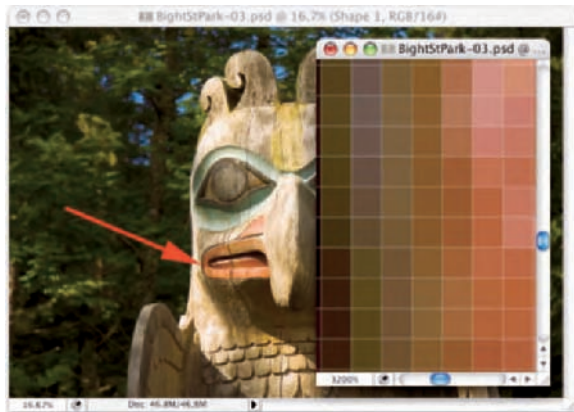 BightStPark-03.psd @ 16.7% (Shape 1, RGB/16#)
BightStPark-03.psd @ ...
3200%
16.67% Doc: 46.8M/46.8M